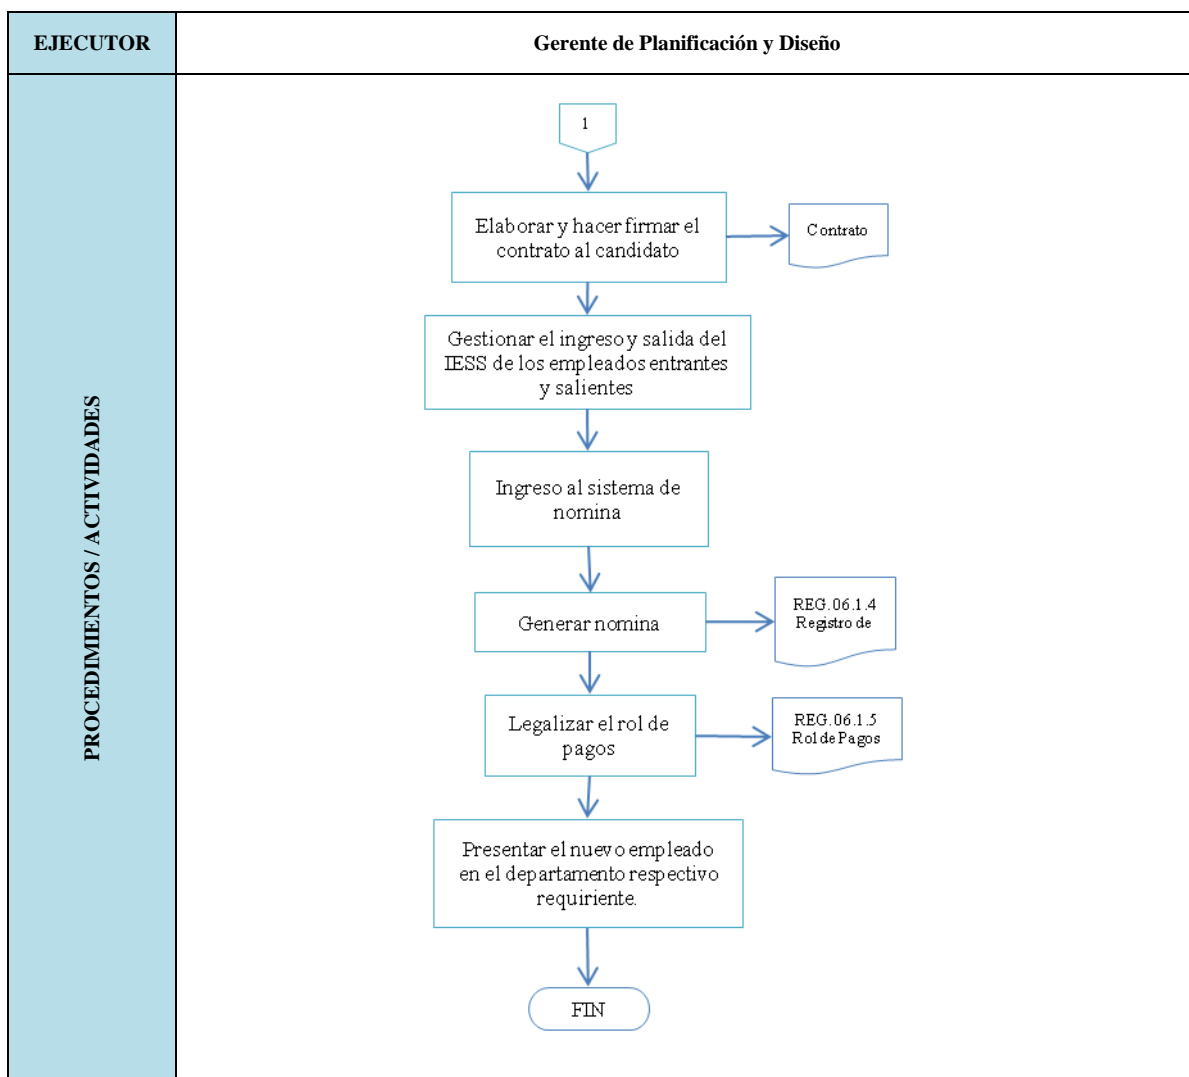 EJECUTOR
Gerente de Planificación y Diseño
PROCEDIMIENTOS / ACTIVIDADES
1
Elaborar y hacer firmar el
contrato al candidato
Contrato
Gestionar el ingreso y salida del
IESS de los empleados entrantes
y salientes
Ingreso al sistema de
nomina
Generar nomina
REG.06.1.4
Registro de
Legalizar el rol de
pagos
REG.06.1.5
Rol de Pagos
Presentar el nuevo empleado
en el departamento respectivo
requiriente.
FIN